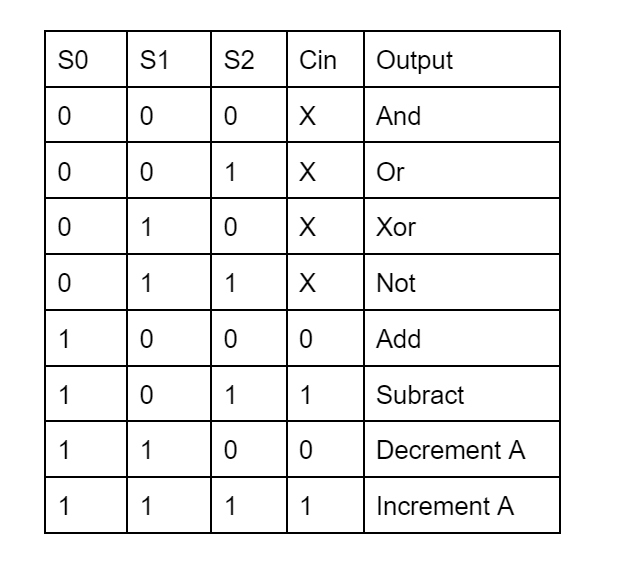 S0 S1 S2 Cin Output
0 0 0 X And
0 0 1 X Or
0 1 0 X Xor
0 1 1 X Not
1 0 0 0 Add
1 0 1 1 Subract
1 1 0 0 Decrement A
1 1 1 1 Increment A